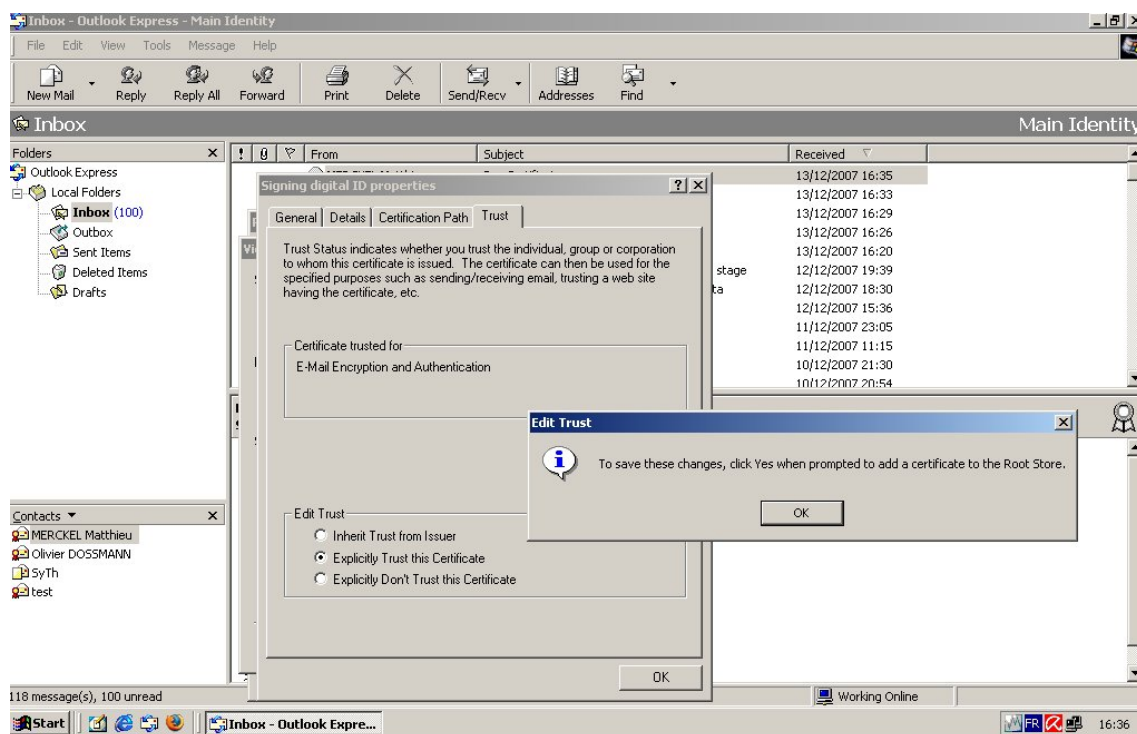 Inbox - Outlook Express - Main Identity
File Edit View Tools Message Help
New Mail Reply Reply All Forward Print Delete Send/Recv Addresses Find
Inbox Main Identity
Folders
! From Subject Received
Outlook Express
Local Folders
Inbox (100)
Outbox
Sent Items
Deleted Items
Drafts
13/12/2007 16:35
13/12/2007 16:33
13/12/2007 16:29
13/12/2007 16:26
13/12/2007 16:20
stage 12/12/2007 19:39
ta 12/12/2007 18:30
12/12/2007 15:36
11/12/2007 23:05
11/12/2007 11:15
10/12/2007 21:30
10/12/2007 20:54
Signing digital ID properties
General Details Certification Path Trust
Trust Status indicates whether you trust the individual, group or corporation
to whom this certificate is issued. The certificate can then be used for the
specified purposes such as sending/receiving email, trusting a web site
having the certificate, etc.
Certificate trusted for
E-Mail Encryption and Authentication
Edit Trust
To save these changes, click Yes when prompted to add a certificate to the Root Store.
OK
Edit Trust
Inherit Trust from Issuer
Explicitly Trust this Certificate
Explicitly Don't Trust this Certificate
OK
Contacts
MERCKEL Matthieu
Olivier DOSSMANN
SyTh
test
118 message(s), 100 unread
Working Online
Start
Inbox - Outlook Expre...
FR
16:36